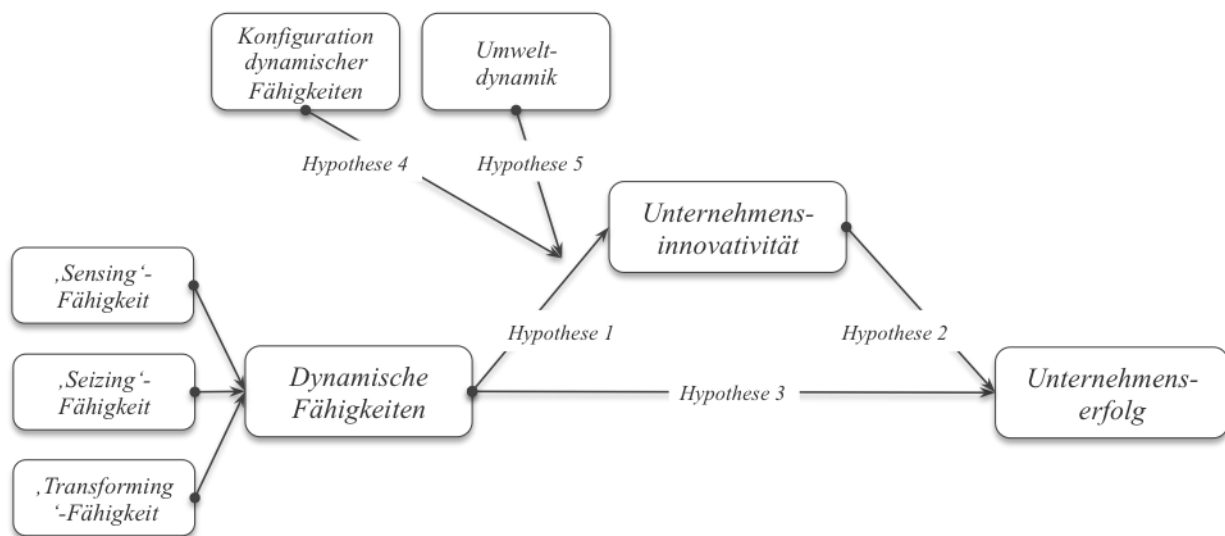 Konfiguration
dynamischer
Fähigkeiten
Umwelt-
dynamik
Hypothese 4
Hypothese 5
Unternehmens-
innovativität
‚Sensing‘-
Fähigkeit
Hypothese 1
Hypothese 2
‚Seizing‘-
Fähigkeit
Dynamische
Fähigkeiten
Hypothese 3
Unternehmens-
erfolg
‚Transforming
‘-Fähigkeit